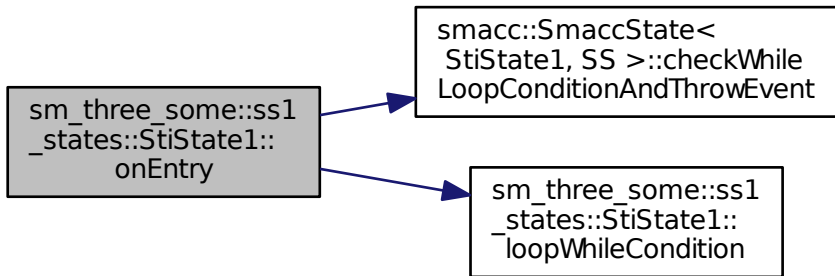 sm_three_some::ss1
_states::StiState1::
onEntry
smacc::SmaccState<
StiState1, SS >::checkWhile
LoopConditionAndThrowEvent
sm_three_some::ss1
_states::StiState1::
loopWhileCondition